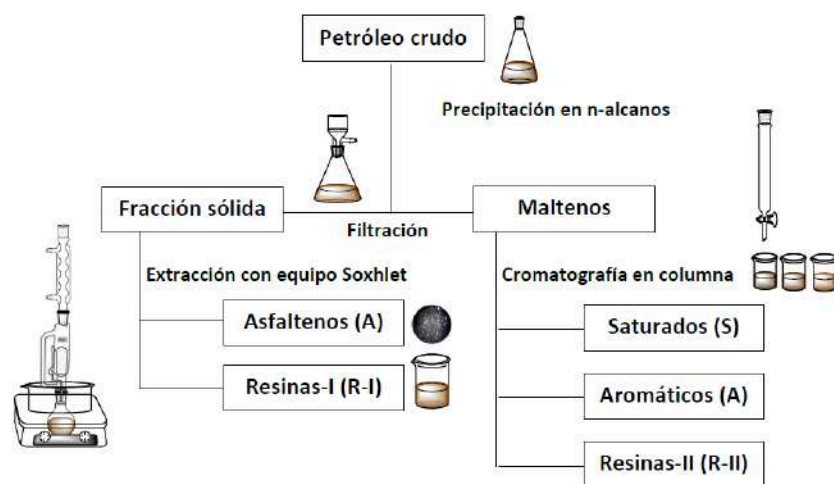 Petróleo crudo
Precipitación en n-alcanos
Fracción sólida
Filtración
Maltenos
Extracción con equipo Soxhlet
Asfaltenos (A)
Resinas-I (R-I)
Cromatografía en columna
Saturados (S)
Aromáticos (A)
Resinas-II (R-II)